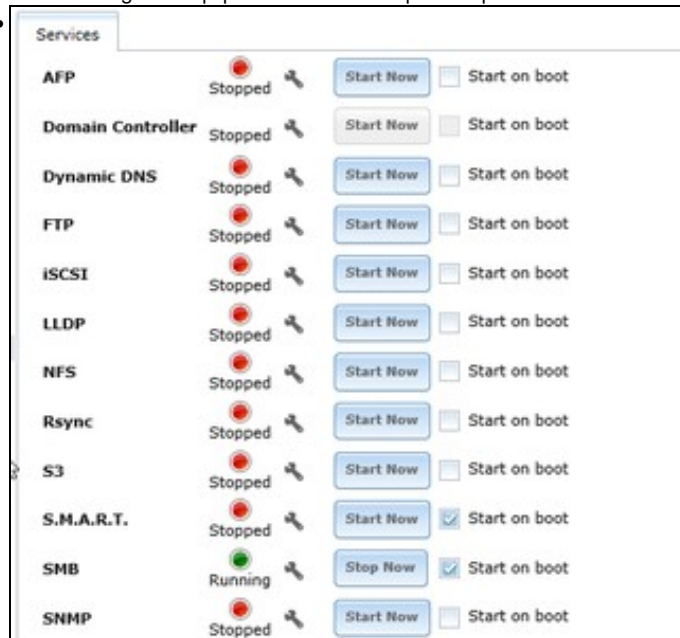 Services
AFP Stopped Start Now Start on boot
Domain Controller Stopped Start Now Start on boot
Dynamic DNS Stopped Start Now Start on boot
FTP Stopped Start Now Start on boot
iSCSI Stopped Start Now Start on boot
LLDP Stopped Start Now Start on boot
NFS Stopped Start Now Start on boot
Rsync Stopped Start Now Start on boot
S3 Stopped Start Now Start on boot
S.M.A.R.T. Stopped Start Now Start on boot
SMB Running Stop Now Start on boot
SNMP Stopped Start Now Start on boot